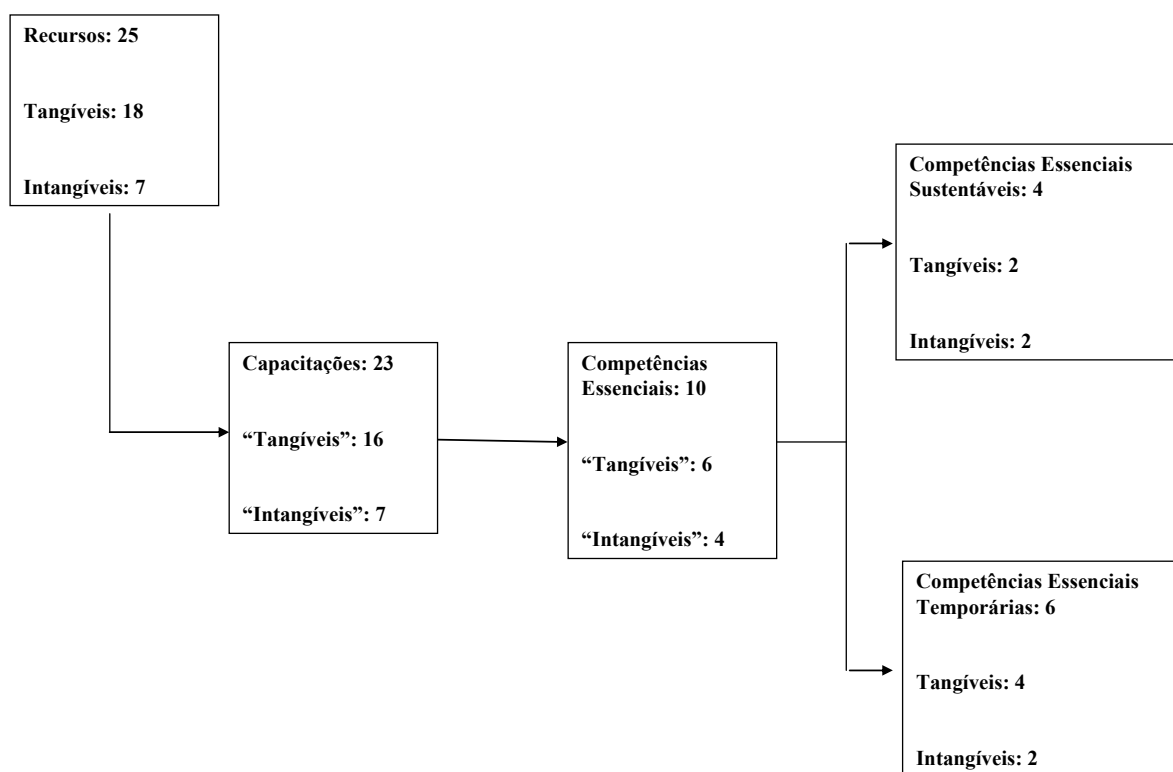 Recursos: 25
Tangíveis: 18
Intangíveis: 7
Capacitações: 23
“Tangíveis”: 16
“Intangíveis”: 7
Competências
Essenciais: 10
“Tangíveis”: 6
“Intangíveis”: 4
Competências Essenciais
Sustentáveis: 4
Tangíveis: 2
Intangíveis: 2
Competências Essenciais
Temporárias: 6
Tangíveis: 4
Intangíveis: 2